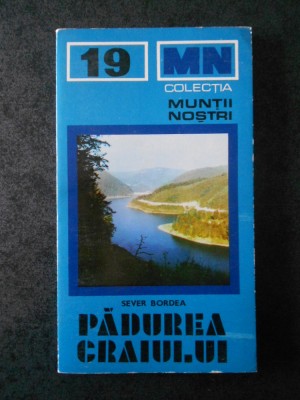 19 MN
COLECȚIA
MUNȚII
NOȘTRI
SEVER BORDEA
PĂDUREA
CRAIULUI